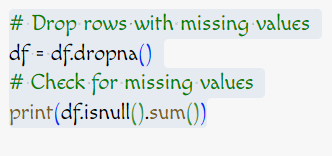 # Drop rows with missing values
df = df.dropna()
# Check for missing values
print(df.isnull().sum())